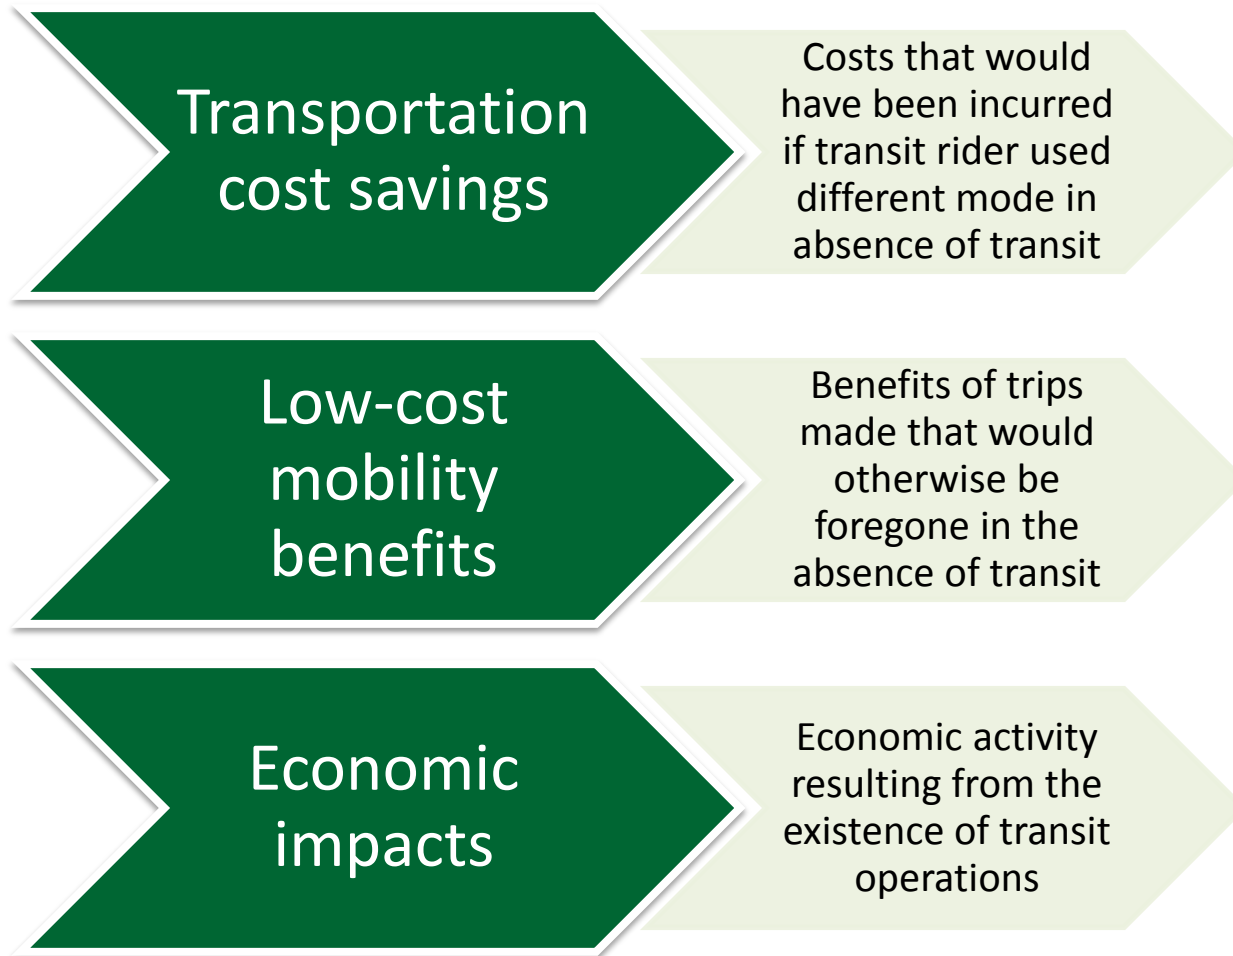 Transportation
cost savings
Costs that would
have been incurred
if transit rider used
different mode in
absence of transit
Low-cost
mobility
benefits
Benefits of trips
made that would
otherwise be
foregone in the
absence of transit
Economic
impacts
Economic activity
resulting from the
existence of transit
operations